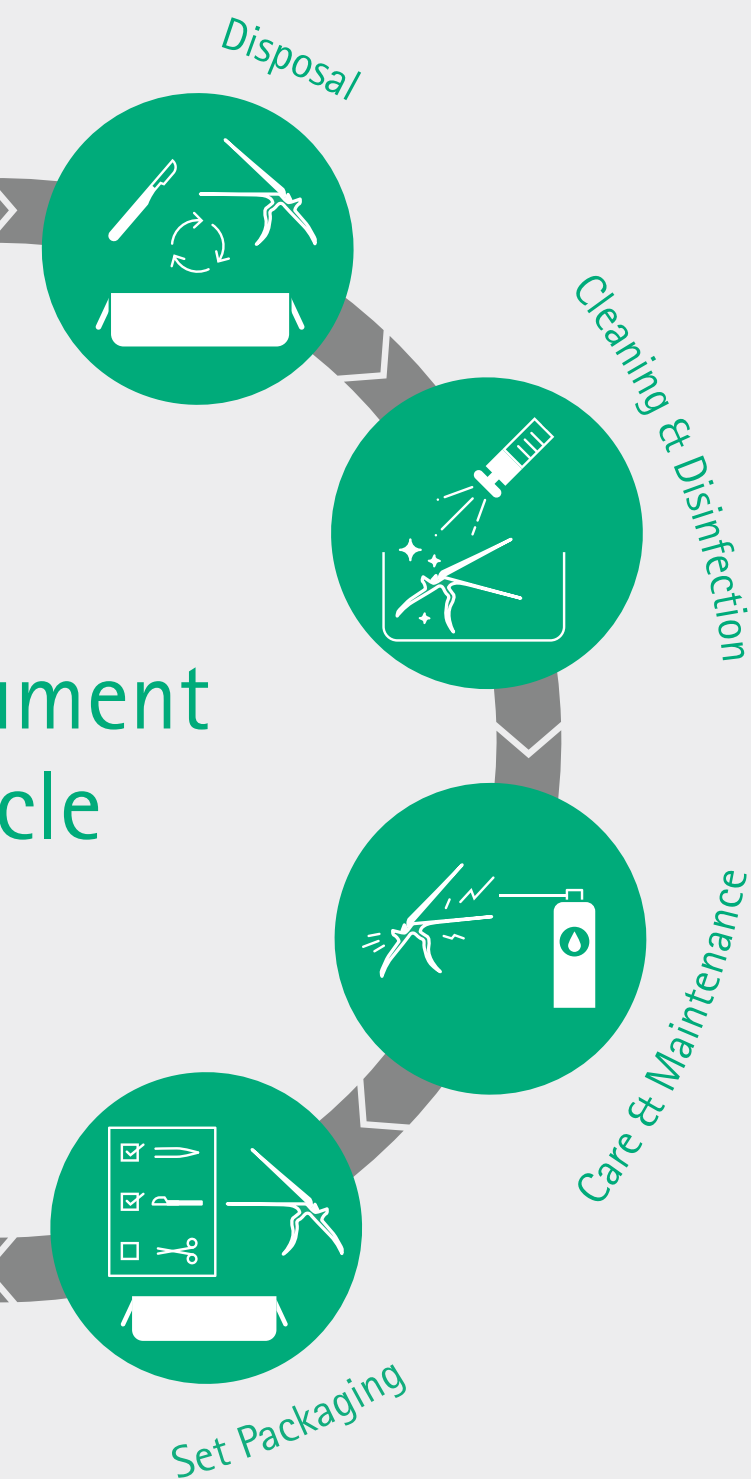 Disposal
Cleaning & Disinfection
ument
cle
Care & Maintenance
Set Packaging